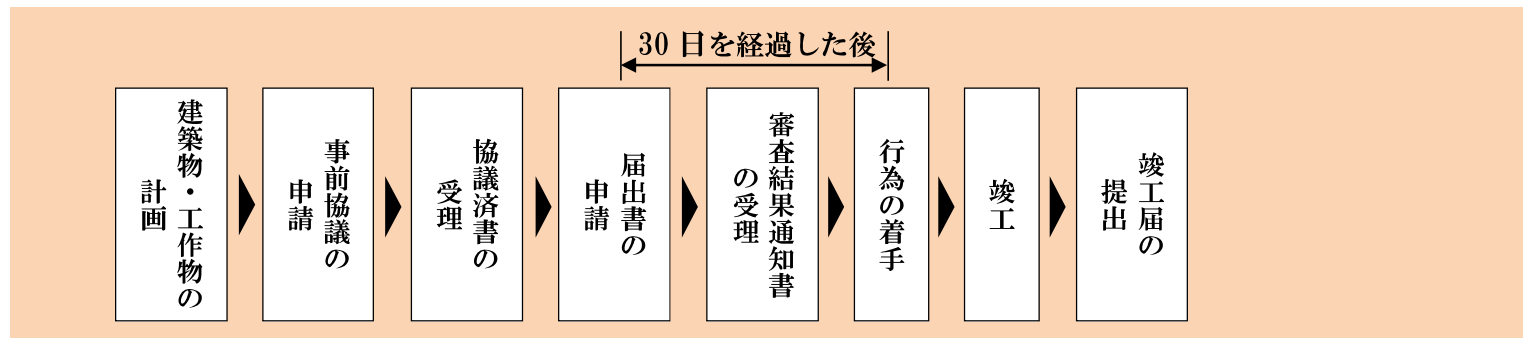 30 日を経過した後
建築物・工作物の
計画
事前協議の
申請
協議済書の
受理
届出書の
申請
審査結果通知書
の受理
行為の着手
竣工
竣工届の
提出